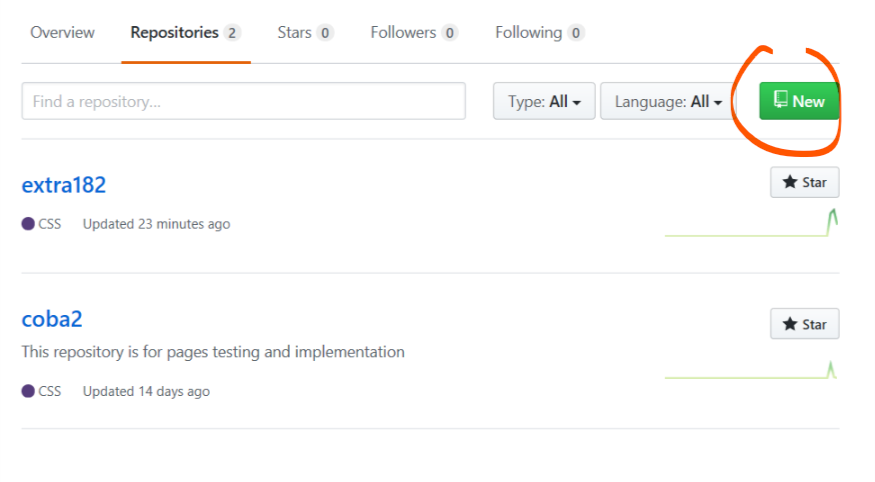 Overview Repositories 2 Stars 0 Followers 0 Following 0
Find a repository... Type: All Language: All New
extra182 Star
CSS Updated 23 minutes ago
coba2 Star
This repository is for pages testing and implementation
CSS Updated 14 days ago